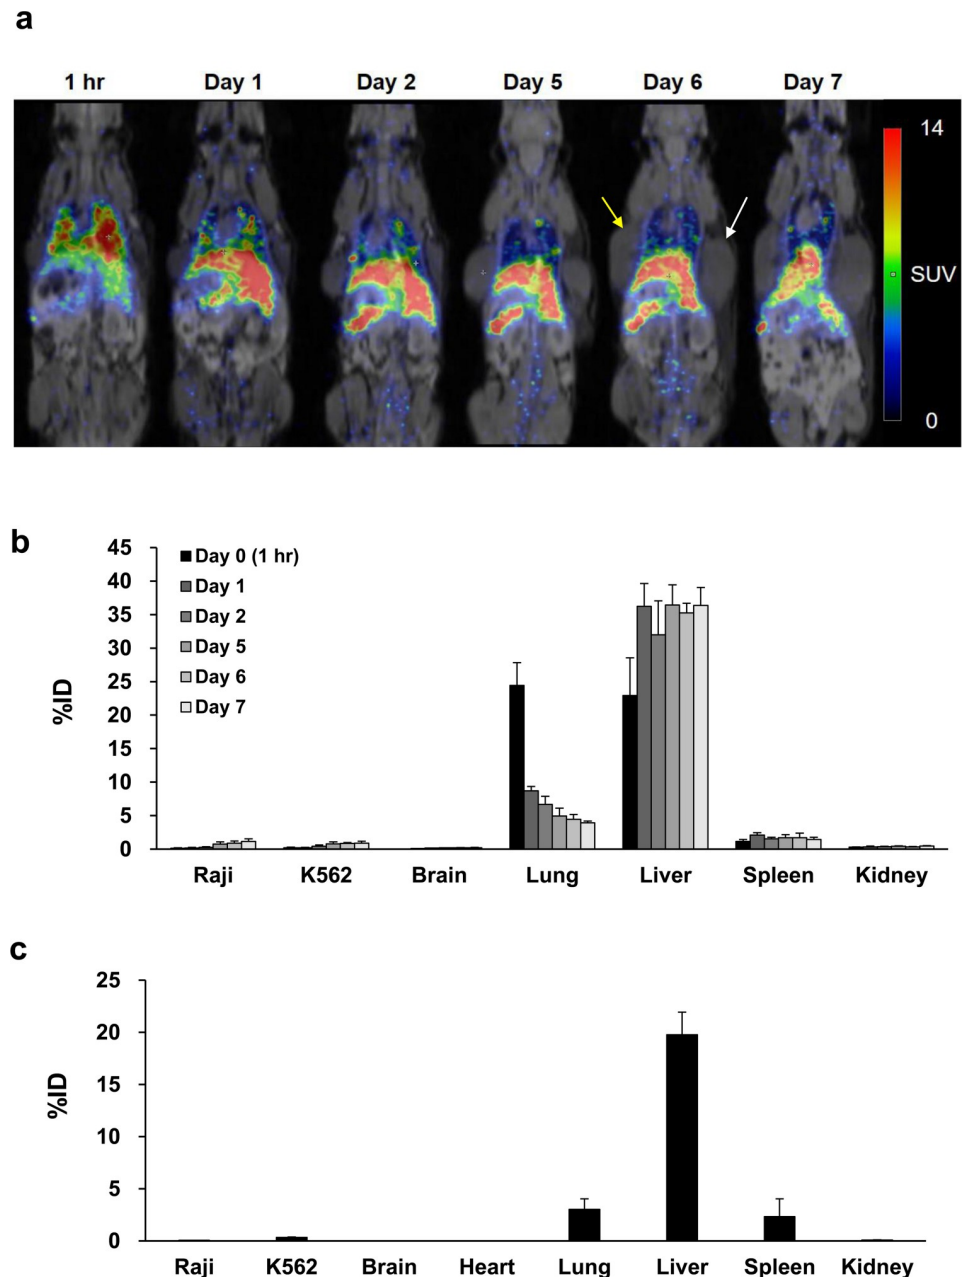 a
1 hr Day 1 Day 2 Day 5 Day 6 Day 7
14
SUV
0
b
45
40
35
30
25
20
15
10
5
0
%ID
Day 0 (1 hr)
Day 1
Day 2
Day 5
Day 6
Day 7
Raji K562 Brain Lung Liver Spleen Kidney
c
25
20
15
10
5
0
%ID
Raji K562 Brain Heart Lung Liver Spleen Kidney